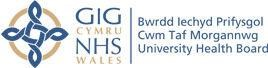 GIG
CYMRU
NHS
WALES
Bwrdd Iechyd Prifysgol
Cwm Taf Morgannwg
University Health Board